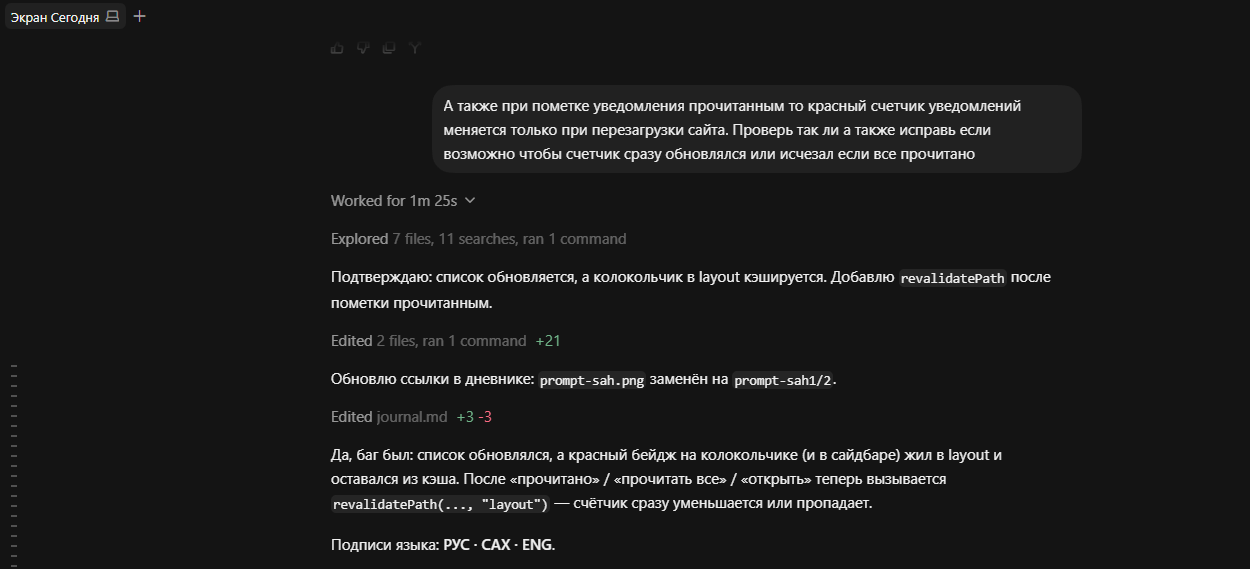 Экран Сегодня
А также при пометке уведомления прочитанным то красный счетчик уведомлений
меняется только при перезагрузки сайта. Проверь так ли а также исправь если
возможно чтобы счетчик сразу обновлялся или исчезал если все прочитано
Worked for 1m 25s
Explored 7 files, 11 searches, ran 1 command
Подтверждаю: список обновляется, а колокольчик в layout кэшируется. Добавлю revalidatePath после
пометки прочитанным.
Edited 2 files, ran 1 command +21
Обновлю ссылки в дневнике: prompt-sah.png заменён на prompt-sah1/2.
Edited journal.md +3 -3
Да, баг был: список обновлялся, а красный бейдж на колокольчике (и в сайдбаре) жил в layout и
оставался из кэша. После «прочитано» / «прочитать все» / «открыть» теперь вызывается
revalidatePath(..., "layout") — счётчик сразу уменьшается или пропадает.
Подписи языка: РУС · САХ · ENG.